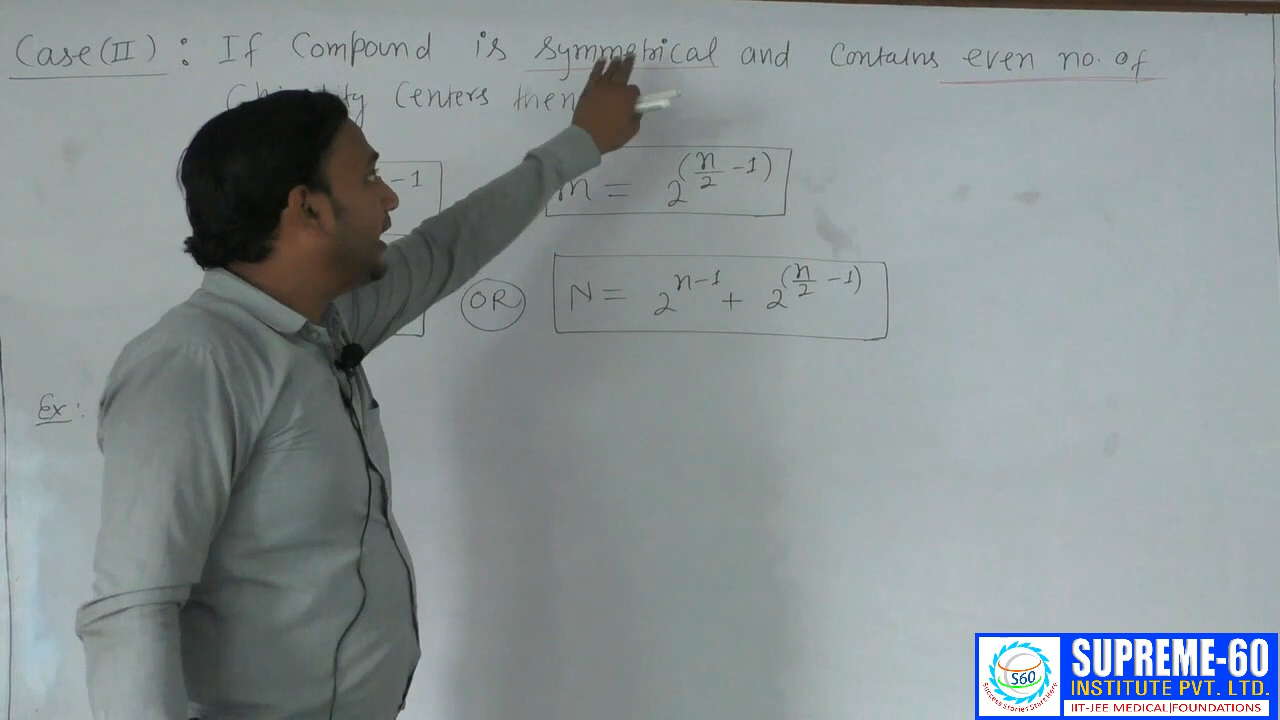 Case (II) : If Compound is symmetrical and Contains even no. of
Centers then
-1
m = 2^(n/2 -1)
OR
N = 2^n-1 + 2^(n/2 -1)
Ex:
S60
SUPREME-60
INSTITUTE PVT. LTD.
IIT-JEE MEDICAL|FOUNDATIONS